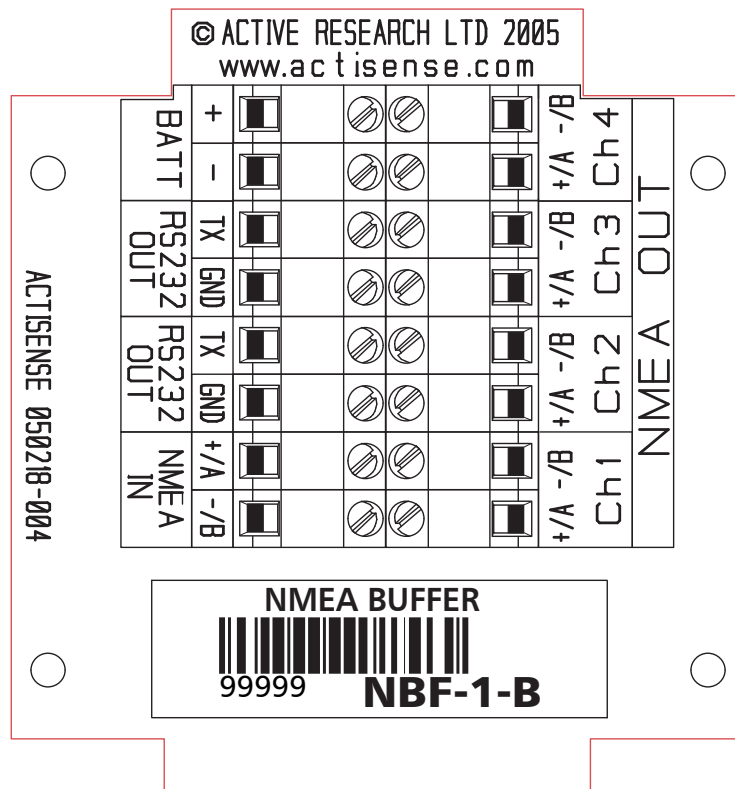 © ACTIVE RESEARCH LTD 2005
www.actisense.com
BATT
+
-
RS232
OUT
TX
GND
RS232
OUT
TX
GND
NMEA
IN
+/A
-/B
+/A -/B
Ch4
+/A -/B
Ch3
+/A -/B
Ch2
+/A -/B
Ch1
NMEA OUT
ACTISENSE 050218-004
NMEA BUFFER
99999
NBF-1-B